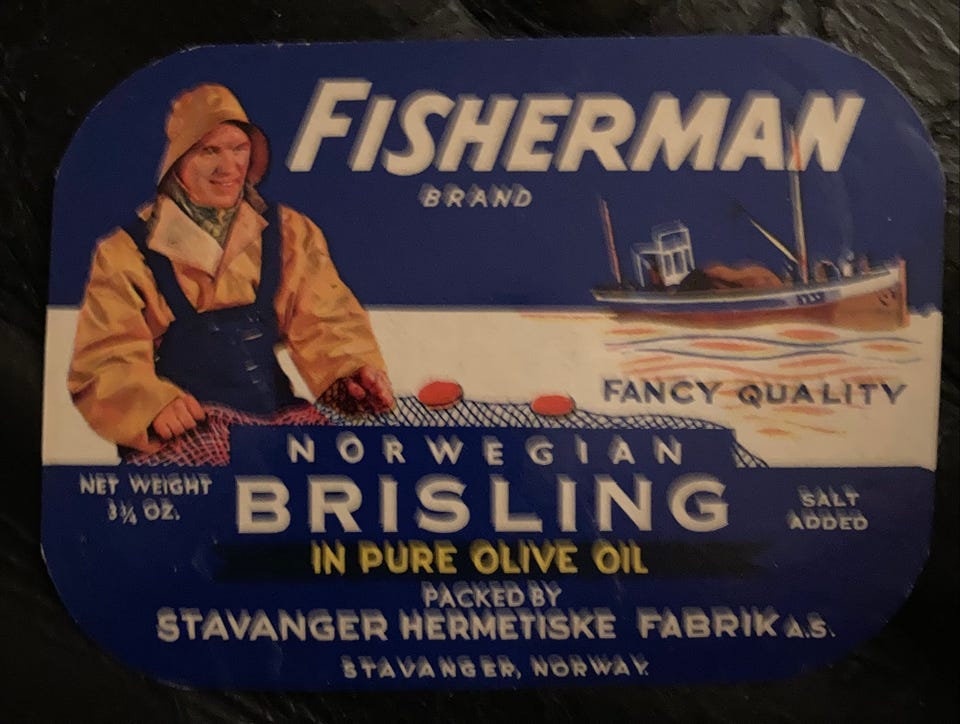 FISHERMAN
BRAND
FANCY QUALITY
NORWEGIAN
NET WEIGHT
3¼ OZ.
BRISLING
SALT
ADDED
IN PURE OLIVE OIL
PACKED BY
STAVANGER HERMETISKE FABRIK A.S.
STAVANGER, NORWAY.